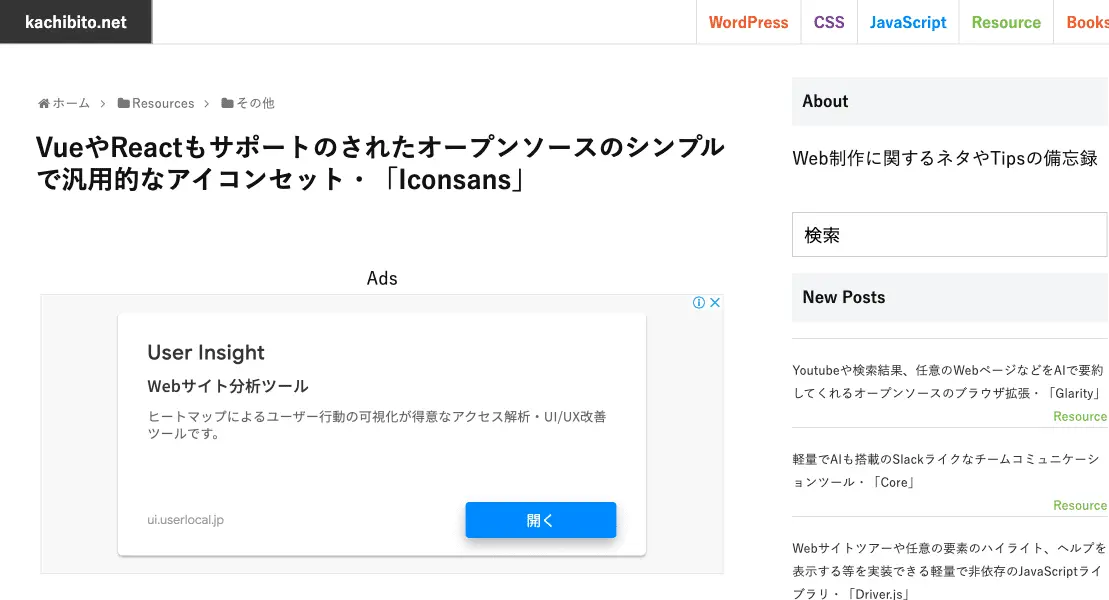 kachibito.net
WordPress
CSS
JavaScript
Resource
Books
ホーム
Resources
その他
VueやReactもサポートのされたオープンソースのシンプル
で汎用的なアイコンセット・「Iconsans」
Ads
User Insight
Webサイト分析ツール
ヒートマップによるユーザー行動の可視化が得意なアクセス解析・UI/UX改善
ツールです。
ui.userlocal.jp
開く
About
Web制作に関するネタやTipsの備忘録
検索
New Posts
Youtubeや検索結果、任意のWebページなどをAIで要約
してくれるオープンソースのブラウザ拡張・「Glarity」
Resource
軽量でAIも搭載のSlackライクなチームコミュニケーシ
ョンツール・「Core」
Resource
Webサイトツアーや任意の要素のハイライト、ヘルプを
表示する等を実装できる軽量で非依存のJavaScriptライ
ブラリ・「Driver.js」